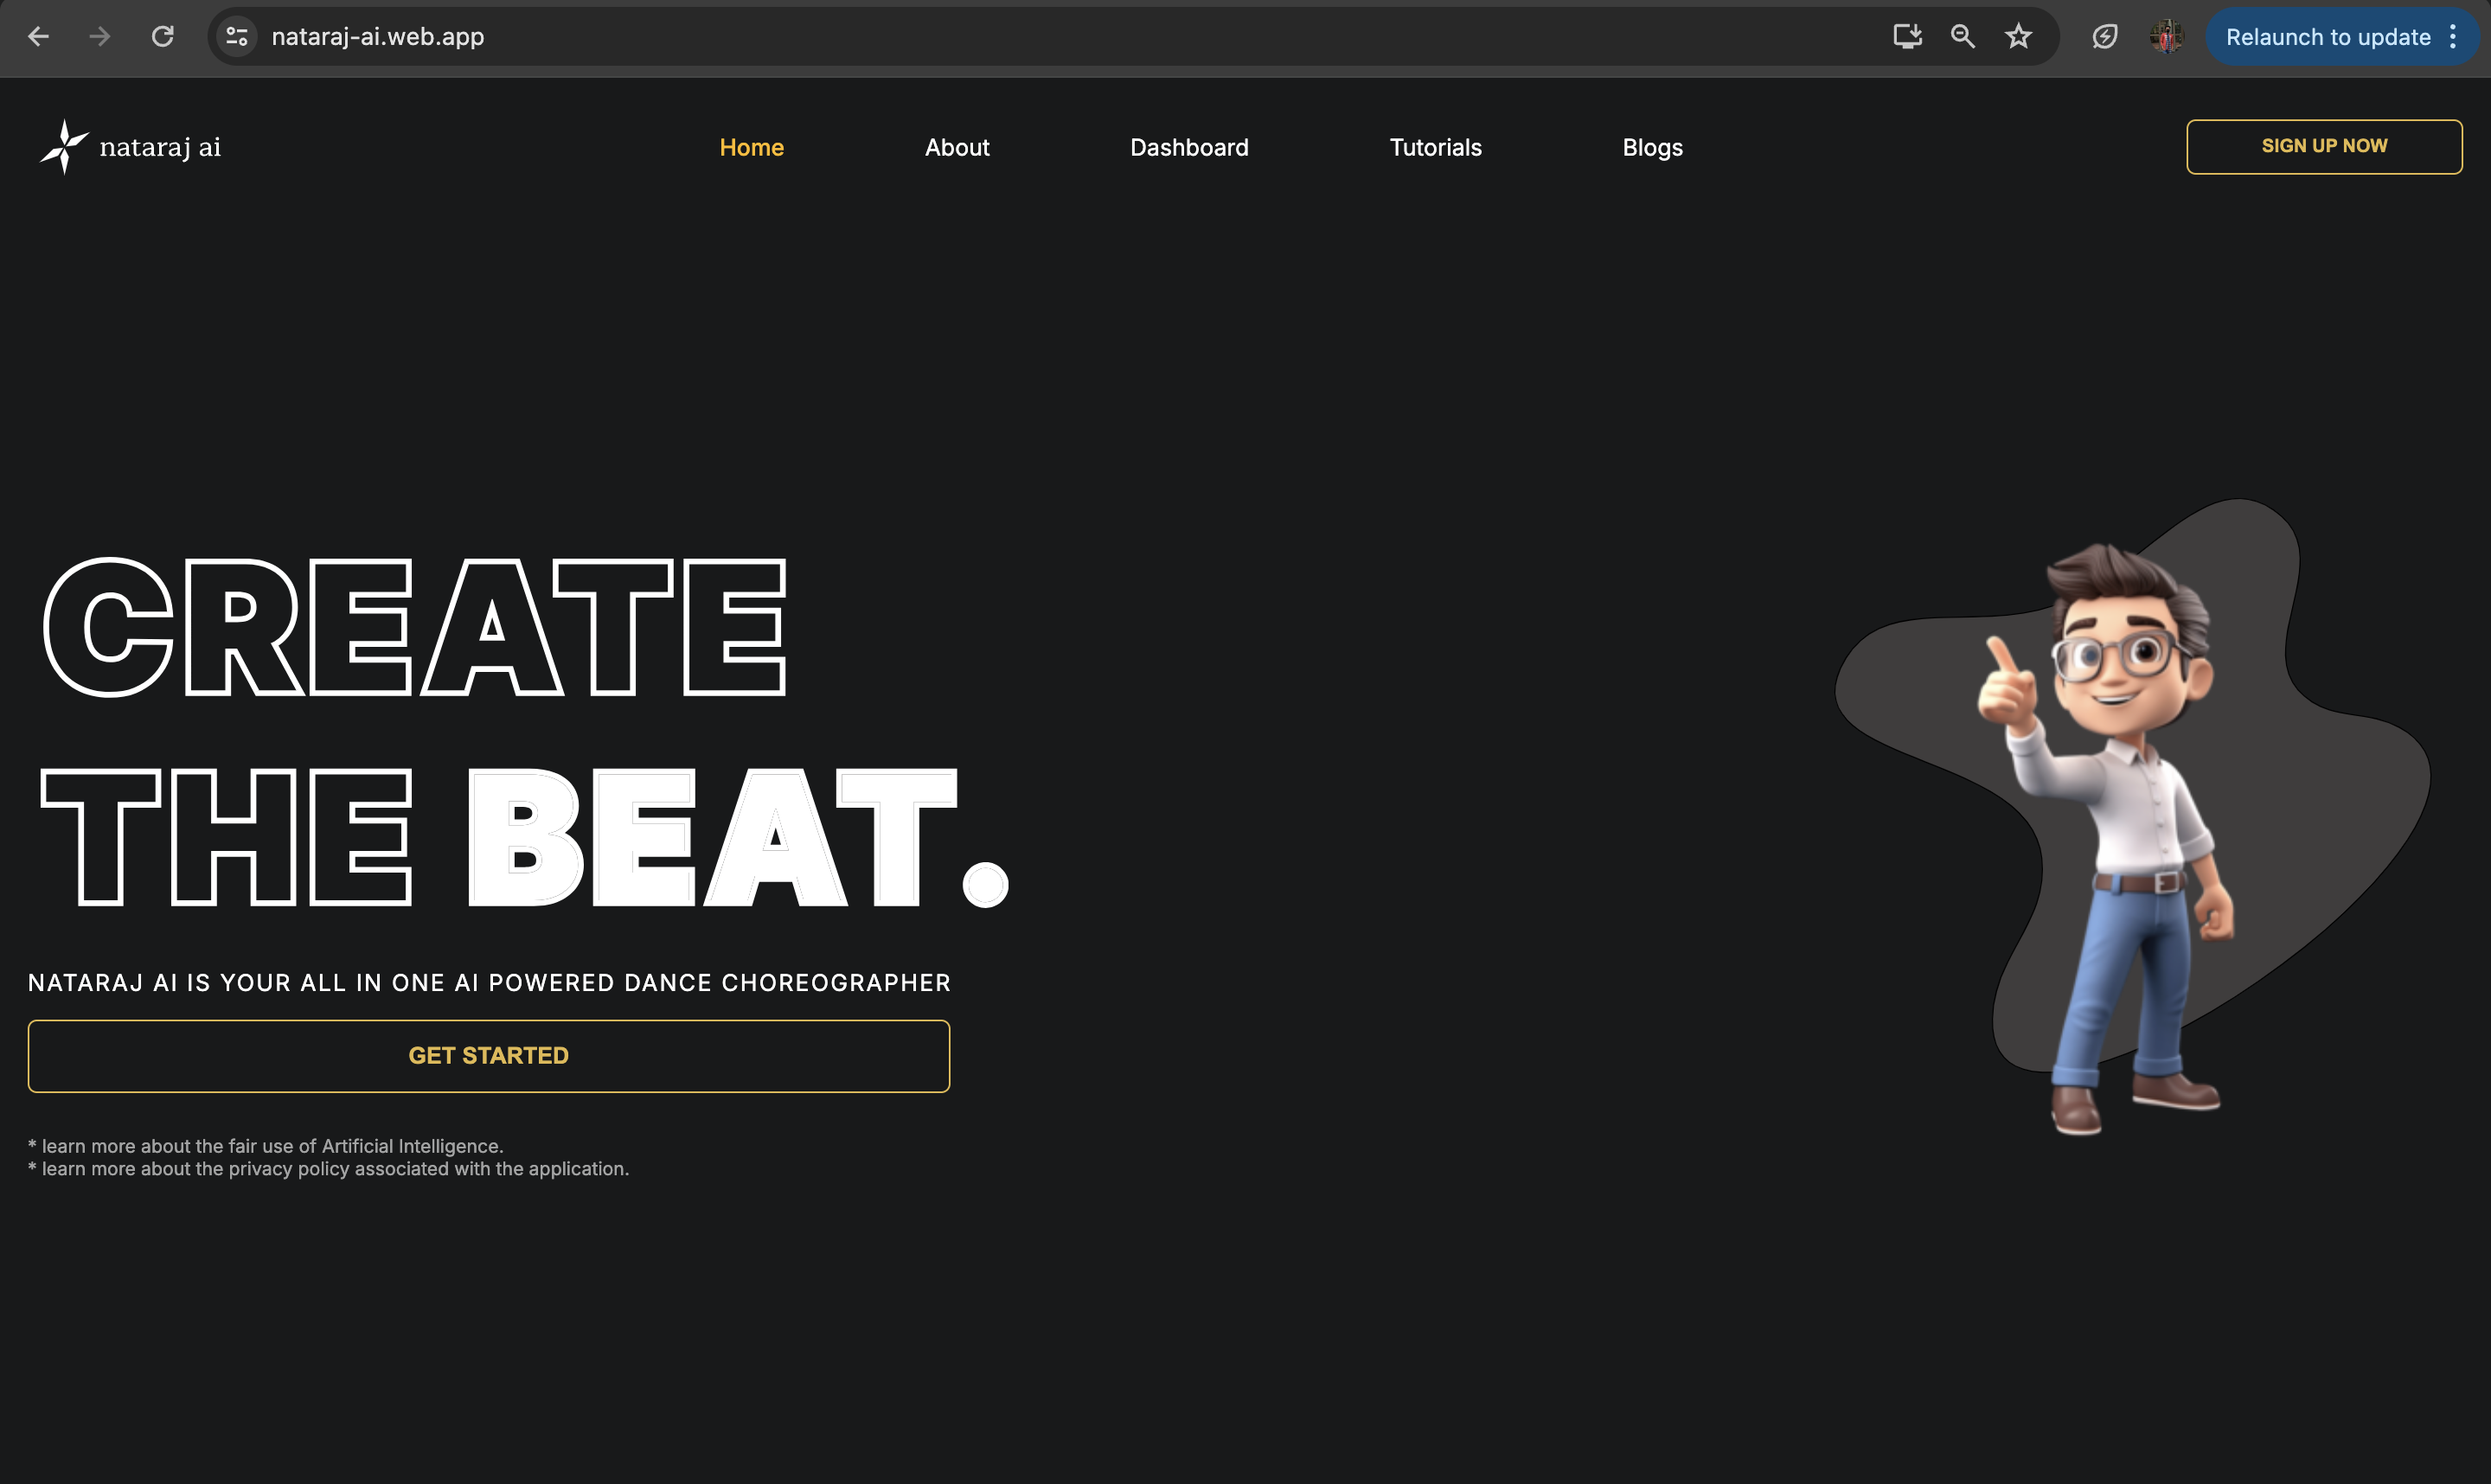 nataraj-ai.web.app
Relaunch to update
nataraj ai
Home About Dashboard Tutorials Blogs
SIGN UP NOW
CREATE
THE BEAT.
NATARAJ AI IS YOUR ALL IN ONE AI POWERED DANCE CHOREOGRAPHER
GET STARTED
* learn more about the fair use of Artificial Intelligence.
* learn more about the privacy policy associated with the application.